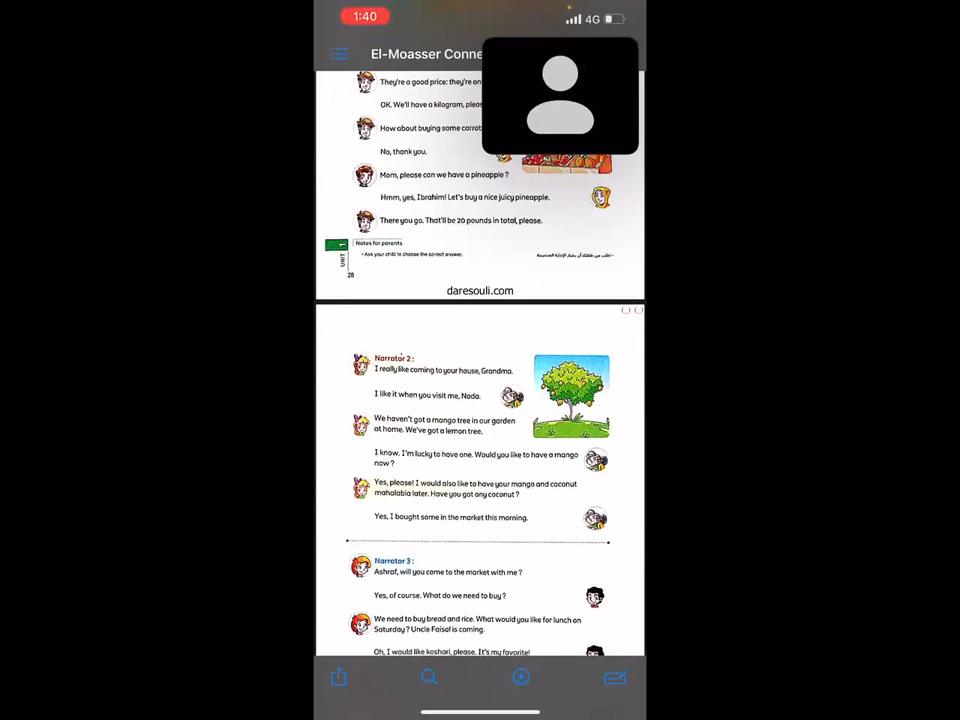 1:40
4G
El-Moasser Conne
They're a good price: they're on
OK. We'll have a kilogram, pleas
How about buying some carrot
No, thank you.
Mom, please can we have a pineapple?
Hmm, yes, Ibrahim! Let's buy a nice juicy pineapple.
There you go. That'll be 20 pounds in total, please.
UNIT 1
Notes for parents
• Ask your child to choose the correct answer.
- اطلب من طفلك أن يختار الإجابة الصحيحة.
28
daresouli.com
Narrator 2:
I really like coming to your house, Grandma.
I like it when you visit me, Nada.
We haven't got a mango tree in our garden
at home. We've got a lemon tree.
I know. I'm lucky to have one. Would you like to have a mango
now?
Yes, please! I would also like to have your mango and coconut
mahalabia later. Have you got any coconut?
Yes, I bought some in the market this morning.
Narrator 3:
Ashraf, will you come to the market with me?
Yes, of course. What do we need to buy?
We need to buy bread and rice. What would you like for lunch on
Saturday? Uncle Faisal is coming.
Oh, I would like koshari, please. It's my favorite!